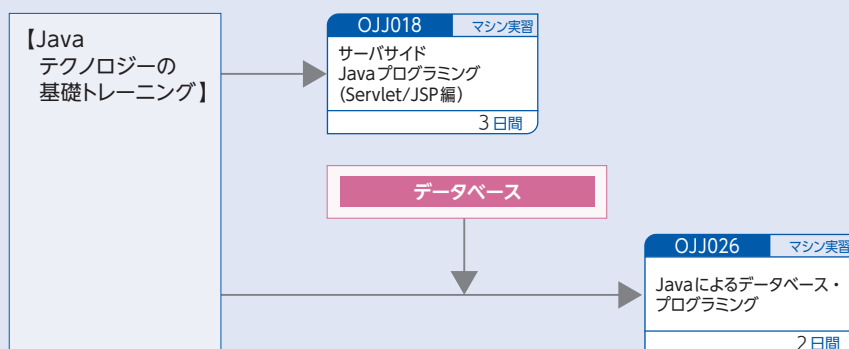 【Java
テクノロジーの
基礎トレーニング】
OJJ018
マシン実習
サーバサイド
Javaプログラミング
(Servlet/JSP編)
3日間
データベース
OJJ026
マシン実習
Javaによるデータベース・
プログラミング
2日間